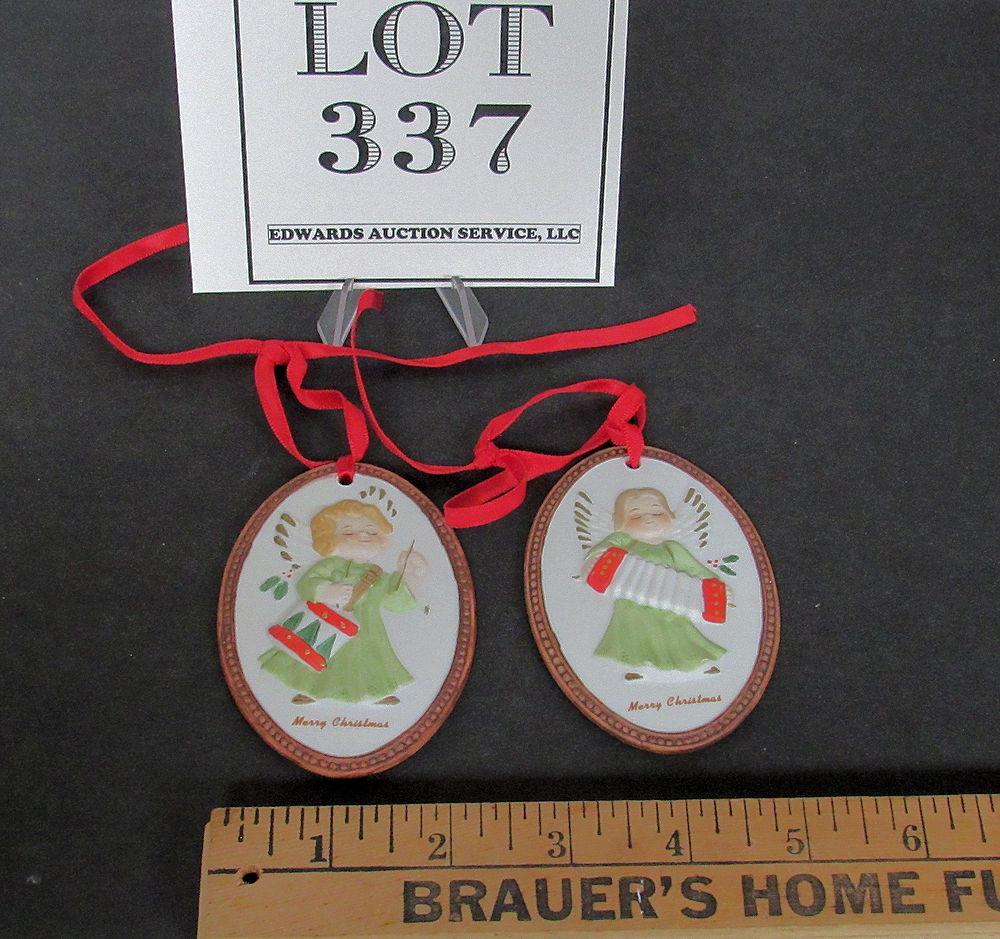 LOT
337
EDWARDS AUCTION SERVICE, LLC
Merry Christmas
Merry Christmas
1 2 3 4 5 6
BRAUER'S HOME FU